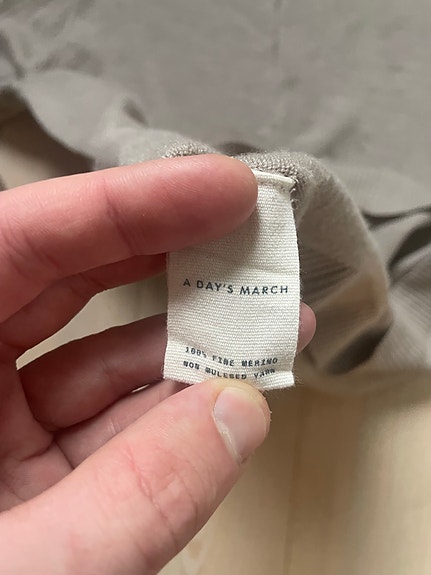 A DAY'S MARCH
100% FINE MERINO
NON MULESED YARN